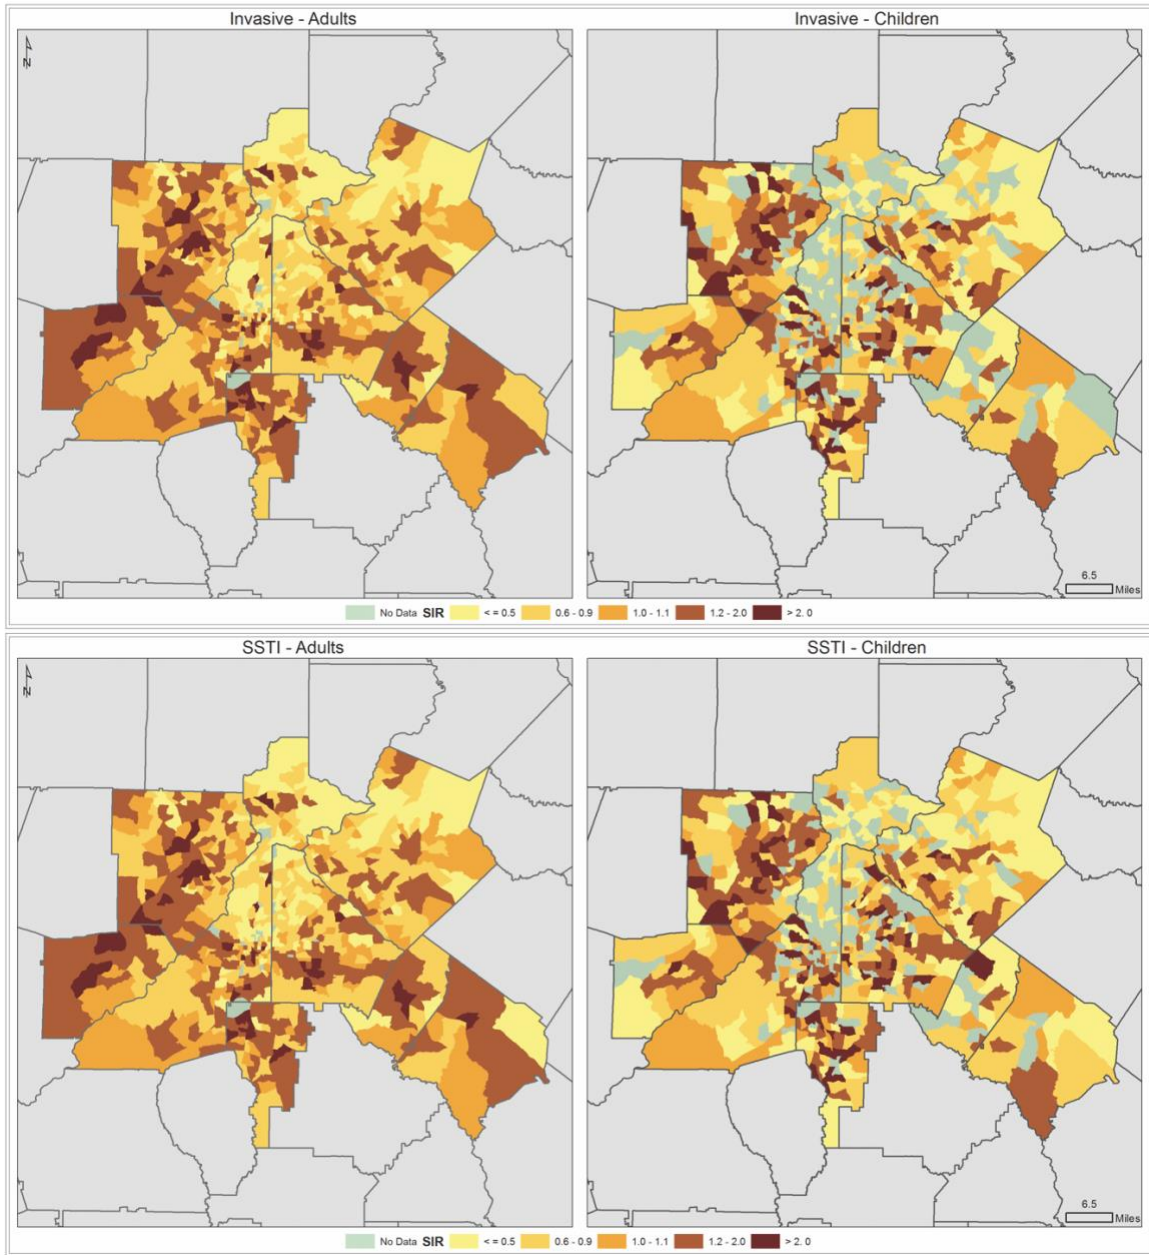 Invasive - Adults
Invasive - Children
N
6.5
Miles
No Data SIR < = 0.5 0.6 - 0.9 1.0 - 1.1 1.2 - 2.0 > 2. 0
SSTI - Adults
SSTI - Children
N
6.5
Miles
No Data SIR < = 0.5 0.6 - 0.9 1.0 - 1.1 1.2 - 2.0 > 2. 0